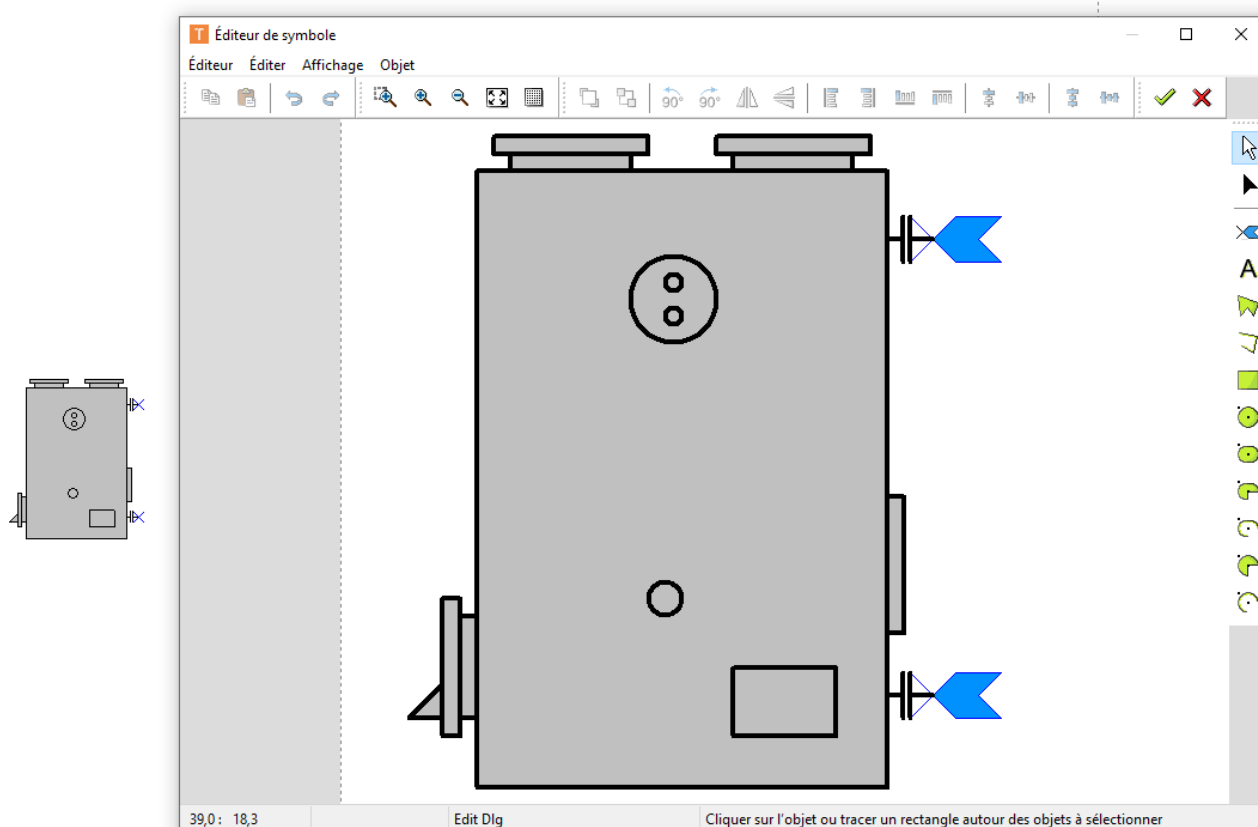 T Éditeur de symbole
Éditeur Éditer Affichage Objet
90° 90°
A
39,0 : 18,3 Edit Dlg Cliquer sur l'objet ou tracer un rectangle autour des objets à sélectionner